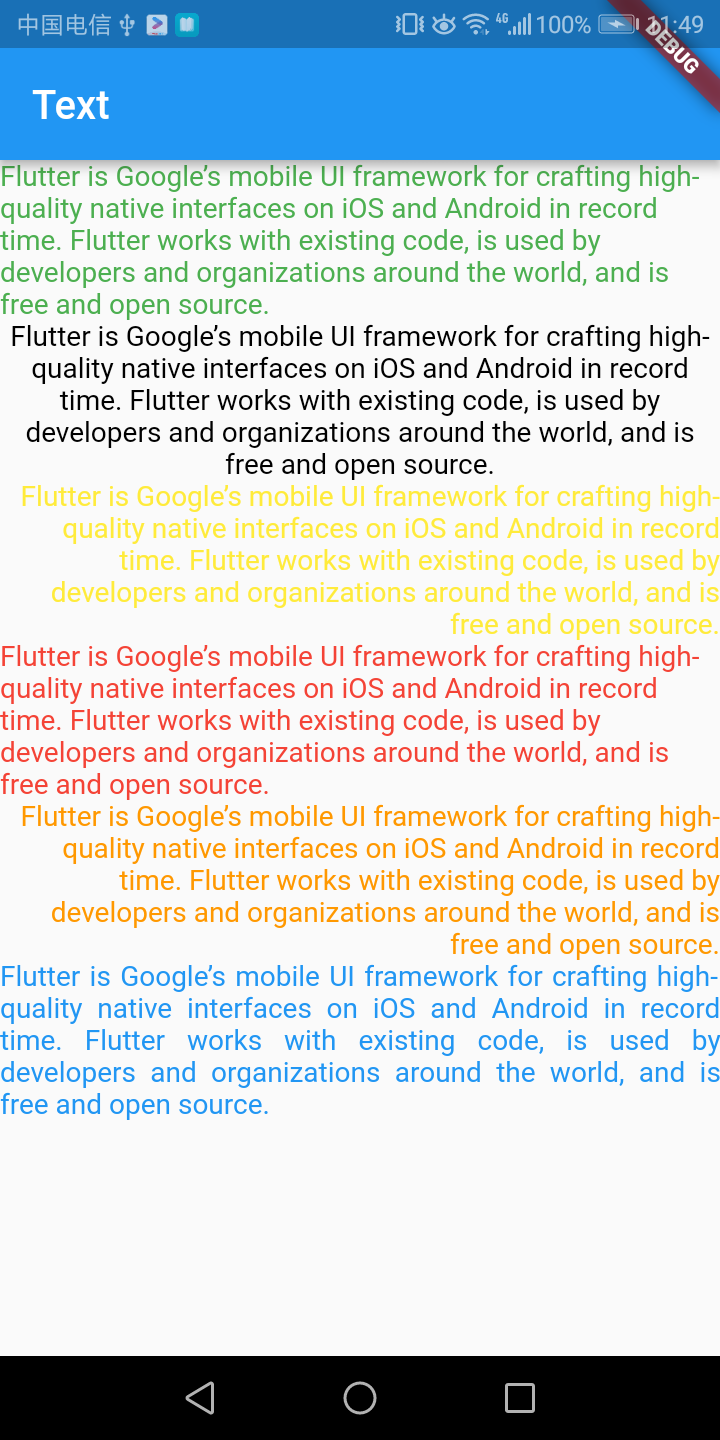 中国电信 4G 100% 11:49
DEBUG
Text
Flutter is Google’s mobile UI framework for crafting high-
quality native interfaces on iOS and Android in record
time. Flutter works with existing code, is used by
developers and organizations around the world, and is
free and open source.
Flutter is Google’s mobile UI framework for crafting high-
quality native interfaces on iOS and Android in record
time. Flutter works with existing code, is used by
developers and organizations around the world, and is
free and open source.
Flutter is Google’s mobile UI framework for crafting high-
quality native interfaces on iOS and Android in record
time. Flutter works with existing code, is used by
developers and organizations around the world, and is
free and open source.
Flutter is Google’s mobile UI framework for crafting high-
quality native interfaces on iOS and Android in record
time. Flutter works with existing code, is used by
developers and organizations around the world, and is
free and open source.
Flutter is Google’s mobile UI framework for crafting high-
quality native interfaces on iOS and Android in record
time. Flutter works with existing code, is used by
developers and organizations around the world, and is
free and open source.
Flutter is Google’s mobile UI framework for crafting high-
quality native interfaces on iOS and Android in record
time. Flutter works with existing code, is used by
developers and organizations around the world, and is
free and open source.